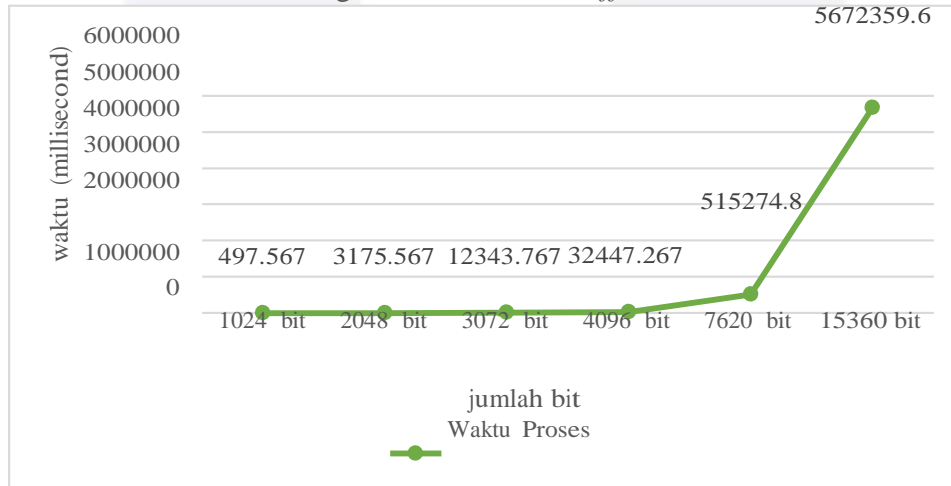 5672359.6
6000000
5000000
4000000
3000000
2000000
1000000
0
waktu (millisecond)
515274.8
497.567 3175.567 12343.767 32447.267
1024 bit 2048 bit 3072 bit 4096 bit 7620 bit 15360 bit
jumlah bit
Waktu Proses